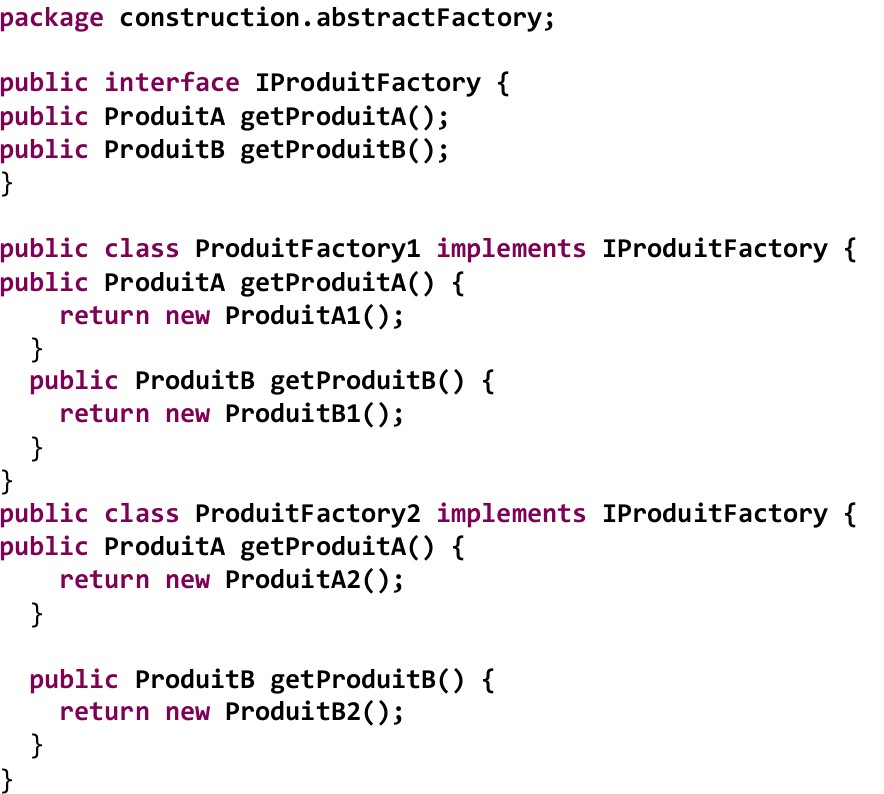 package construction.abstractFactory;
public interface IProduitFactory {
public ProduitA getProduitA();
public ProduitB getProduitB();
}
public class ProduitFactory1 implements IProduitFactory {
public ProduitA getProduitA() {
return new ProduitA1();
}
public ProduitB getProduitB() {
return new ProduitB1();
}
}
public class ProduitFactory2 implements IProduitFactory {
public ProduitA getProduitA() {
return new ProduitA2();
}
public ProduitB getProduitB() {
return new ProduitB2();
}
}